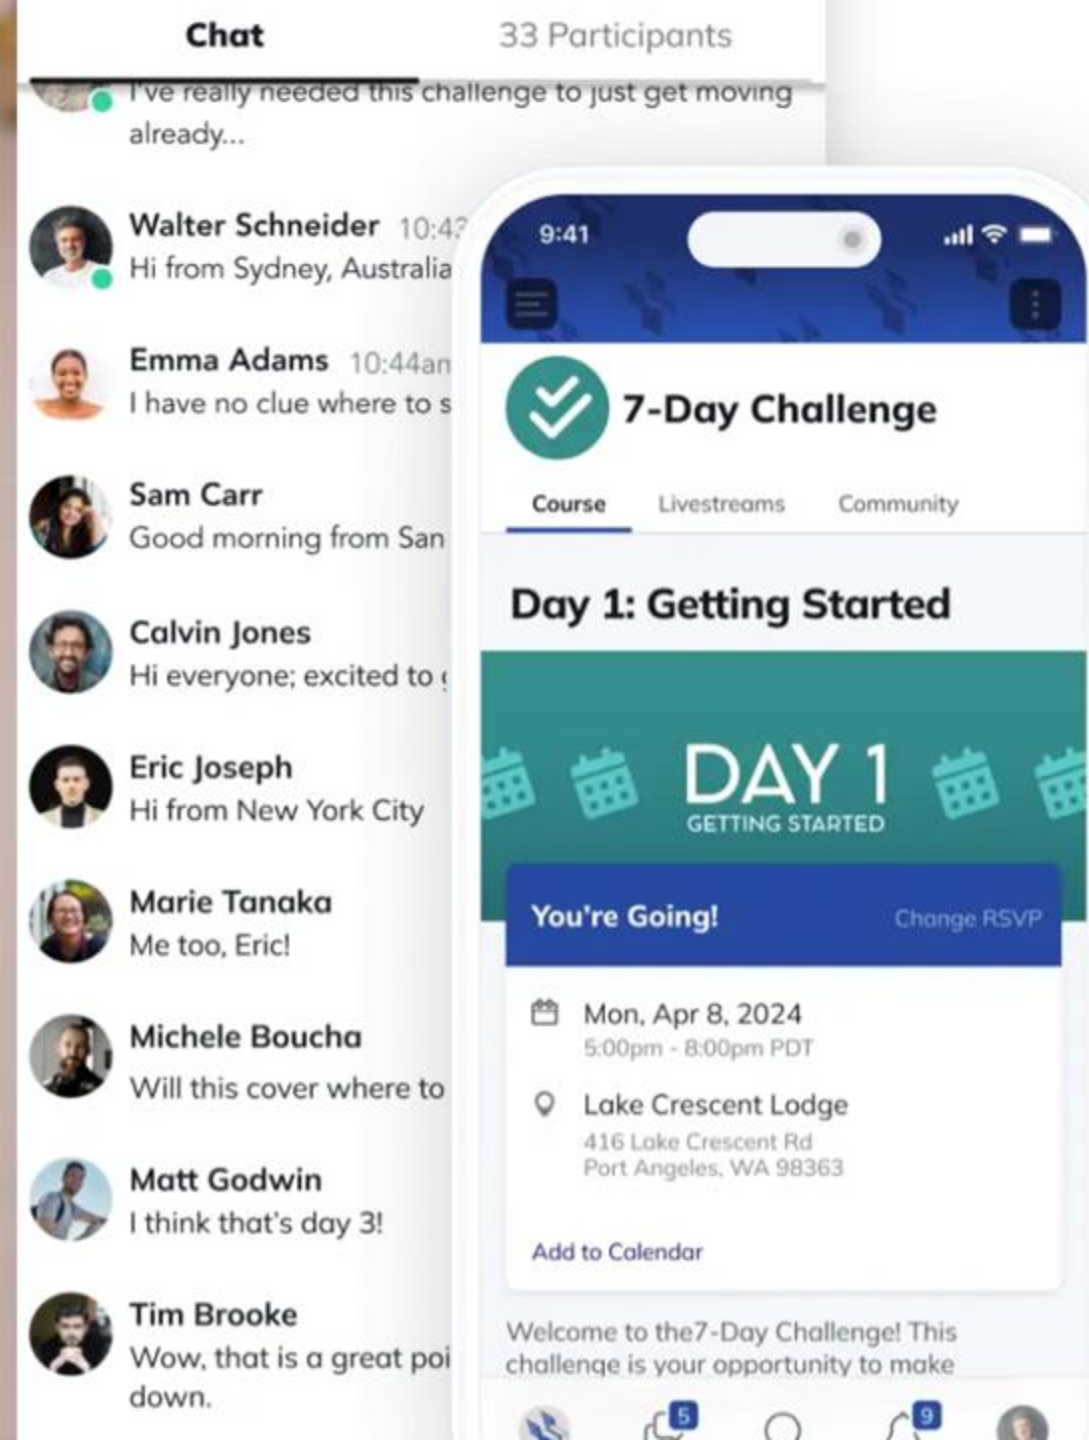 Chat
33 Participants
I've really needed this challenge to just get moving
already...
Walter Schneider 10:43
Hi from Sydney, Australia
Emma Adams 10:44am
I have no clue where to s
Sam Carr
Good morning from San
Calvin Jones
Hi everyone; excited to
Eric Joseph
Hi from New York City
Marie Tanaka
Me too, Eric!
Michele Boucha
Will this cover where to
Matt Godwin
I think that's day 3!
Tim Brooke
Wow, that is a great poi
down.
9:41
7-Day Challenge
Course Livestreams Community
Day 1: Getting Started
DAY 1
GETTING STARTED
You're Going! Change RSVP
Mon, Apr 8, 2024
5:00pm - 8:00pm PDT
Lake Crescent Lodge
416 Lake Crescent Rd
Port Angeles, WA 98363
Add to Calendar
Welcome to the7-Day Challenge! This
challenge is your opportunity to make
5
9